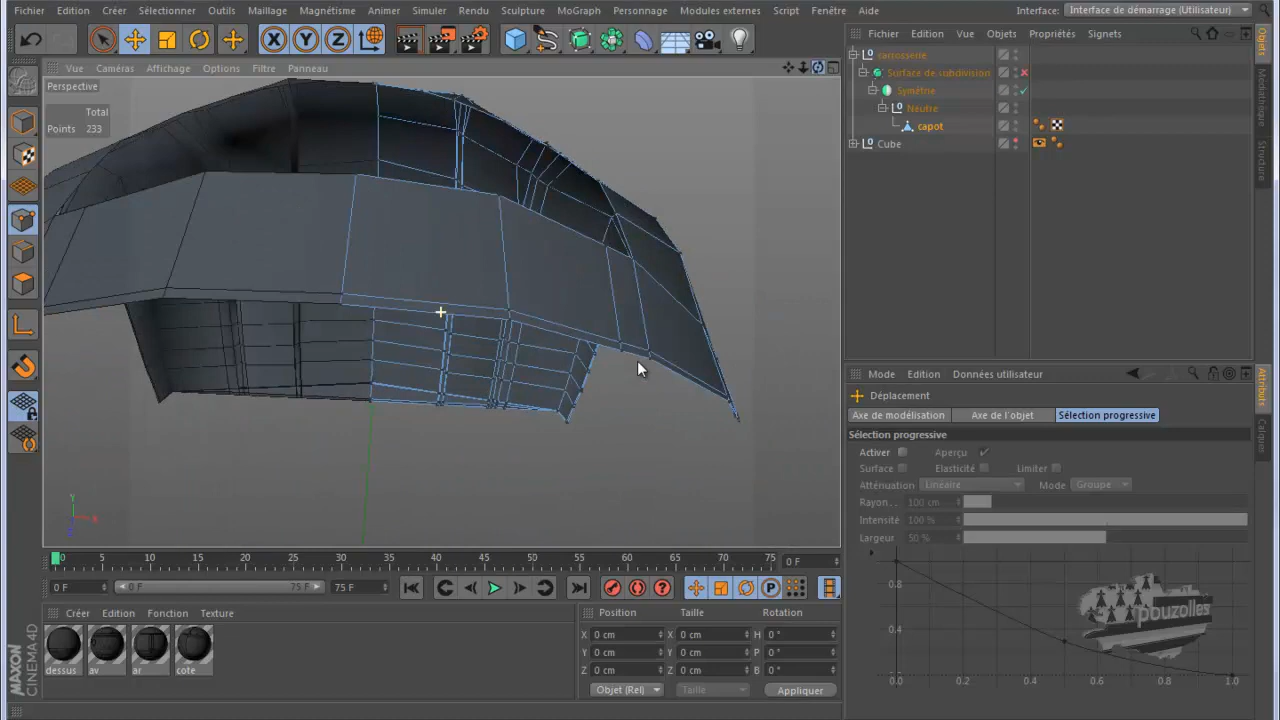 Fichier Edition Créer Sélectionner Outils Maillage Magnétisme Animer Simuler Rendu Sculpture MoGraph Personnage Modules externes Script Fenêtre Aide Interface: Interface de démarrage (Utilisateur)
X Y Z
Vue Caméras Affichage Options Filtre Panneau
Fichier Edition Vue Objets Propriétés Signets
Perspective
Total
Points 233
carrosserie
Surface de subdivision
Symétrie
Neutre
capot
Cube
Objets
Médiathèque
Structure
Mode Edition Données utilisateur
Déplacement
Axe de modélisation Axe de l'objet Sélection progressive
Sélection progressive
Activer Aperçu
Surface Elasticité Limiter
Atténuation Linéaire Mode Groupe
Rayon . . 100 cm
Intensité 100 %
Largeur 50 %
0.8
0.4
0.0 0.2 0.4 0.6 0.8 1.0
pouzolles
Attributs
Calques
Y
X
Z
0 5 10 15 20 25 30 35 40 45 50 55 60 65 70 75 0 F
0 F 0 F 75 F 75 F
P
Créer Edition Fonction Texture
dessus av ar cote
Position Taille Rotation
X 0 cm X 0 cm H 0 °
Y 0 cm Y 0 cm P 0 °
Z 0 cm Z 0 cm B 0 °
Objet (Rel) Taille Appliquer
MAXON
CINEMA 4D